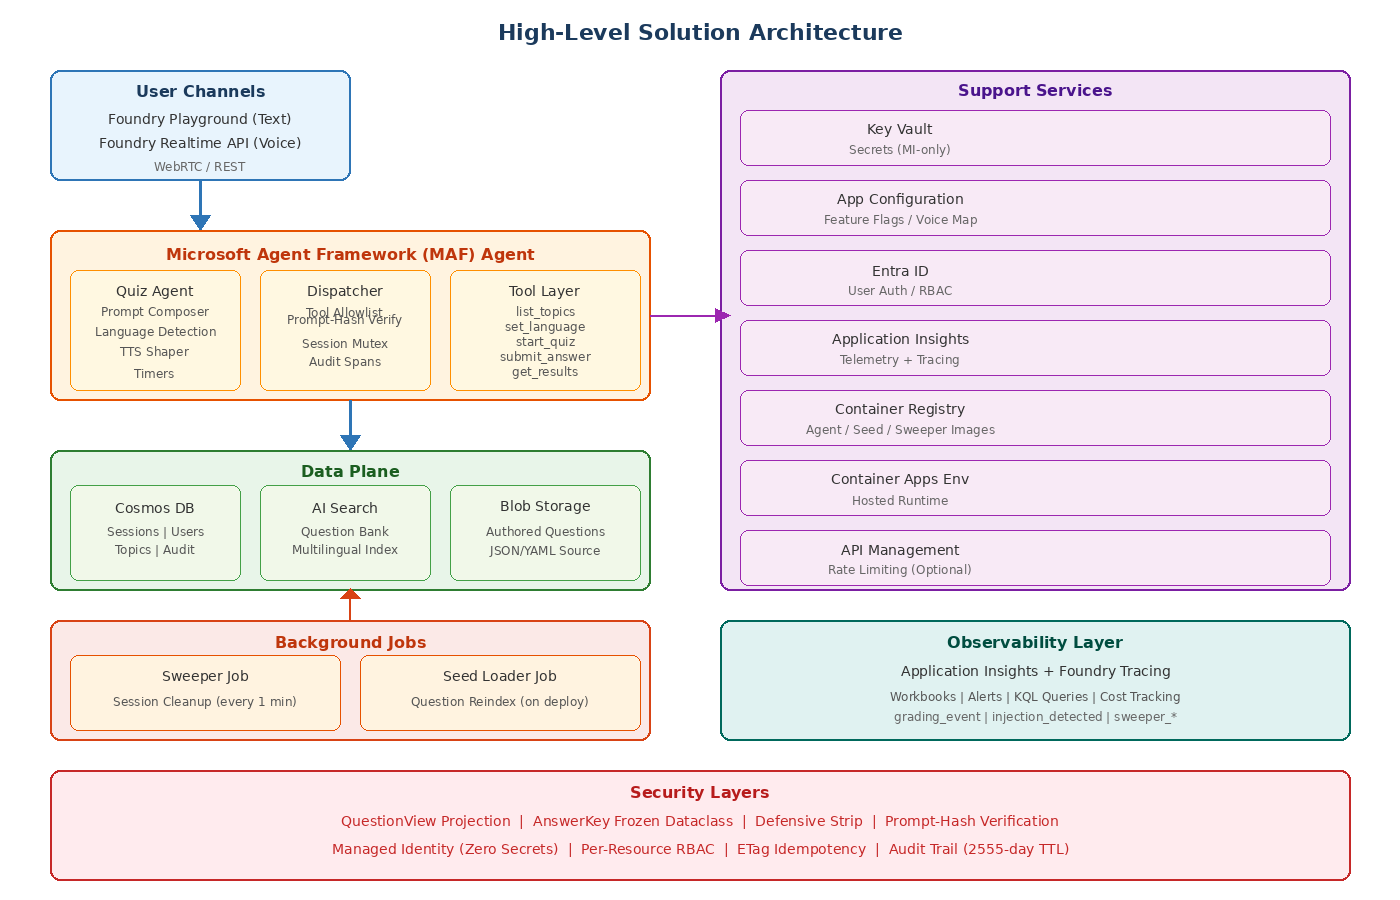 High-Level Solution Architecture
User Channels
Foundry Playground (Text)
Foundry Realtime API (Voice)
WebRTC / REST
Microsoft Agent Framework (MAF) Agent
Quiz Agent
Prompt Composer
Language Detection
TTS Shaper
Timers
Dispatcher
Tool Allowlist
Prompt-Hash Verify
Session Mutex
Audit Spans
Tool Layer
list_topics
set_language
start_quiz
submit_answer
get_results
Data Plane
Cosmos DB
Sessions | Users
Topics | Audit
AI Search
Question Bank
Multilingual Index
Blob Storage
Authored Questions
JSON/YAML Source
Background Jobs
Sweeper Job
Session Cleanup (every 1 min)
Seed Loader Job
Question Reindex (on deploy)
Support Services
Key Vault
Secrets (MI-only)
App Configuration
Feature Flags / Voice Map
Entra ID
User Auth / RBAC
Application Insights
Telemetry + Tracing
Container Registry
Agent / Seed / Sweeper Images
Container Apps Env
Hosted Runtime
API Management
Rate Limiting (Optional)
Observability Layer
Application Insights + Foundry Tracing
Workbooks | Alerts | KQL Queries | Cost Tracking
grading_event | injection_detected | sweeper_*
Security Layers
QuestionView Projection | AnswerKey Frozen Dataclass | Defensive Strip | Prompt-Hash Verification
Managed Identity (Zero Secrets) | Per-Resource RBAC | ETag Idempotency | Audit Trail (2555-day TTL)